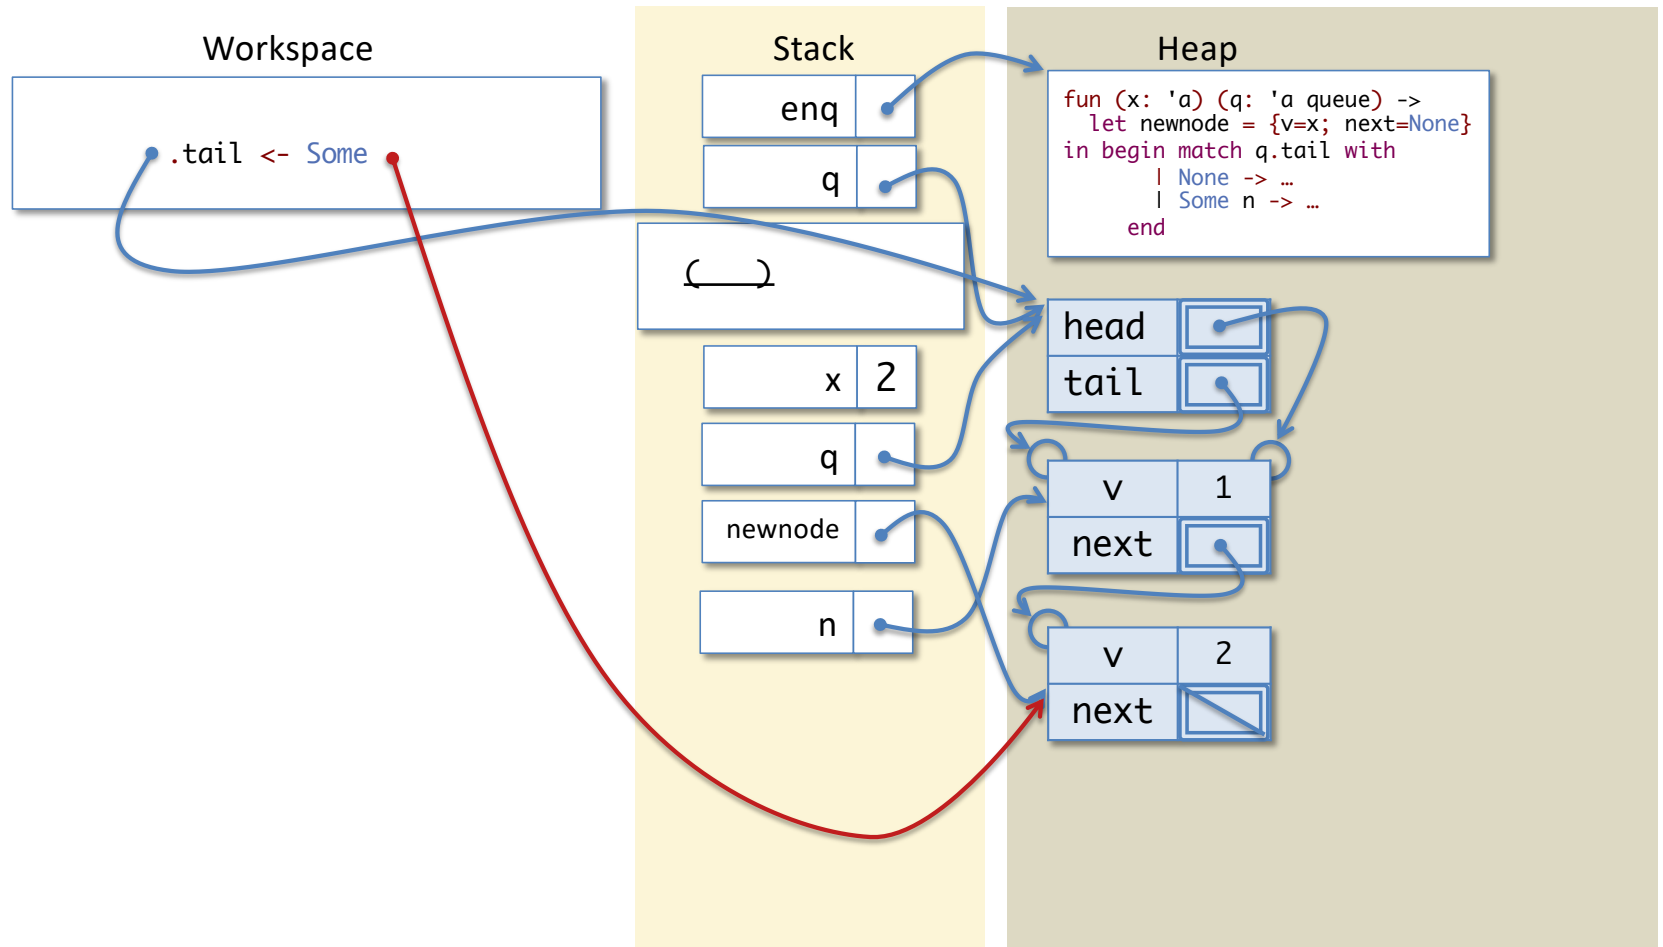 Workspace
.tail <- Some
Stack
enq
q
(___)
x 2
q
newnode
n
Heap
fun (x: 'a) (q: 'a queue) ->
let newnode = {v=x; next=None}
in begin match q.tail with
| None -> …
| Some n -> …
end
head
tail
v 1
next
v 2
next